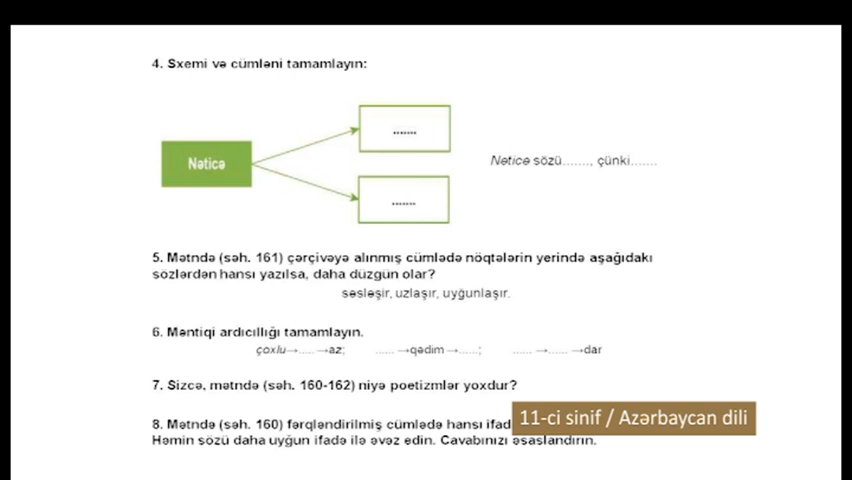 4. Sxemi və cümləni tamamlayın:
Nəticə
.......
.......
Nəticə sözü......., çünki.......
5. Mətndə (səh. 161) çərçivəyə alınmış cümlədə nöqtələrin yerində aşağıdakı
sözlərdən hansı yazılsa, daha düzgün olar?
səsləşir, uzlaşır, uyğunlaşır.
6. Məntiqi ardıcıllığı tamamlayın.
çoxlu→..... →az; ...... →qədim →......; ...... →...... →dar
7. Sizcə, mətndə (səh. 160-162) niyə poetizmlər yoxdur?
8. Mətndə (səh. 160) fərqləndirilmiş cümlədə hansı ifad
Həmin sözü daha uyğun ifadə ilə əvəz edin. Cavabınızı əsaslandırın.
11-ci sinif / Azərbaycan dili